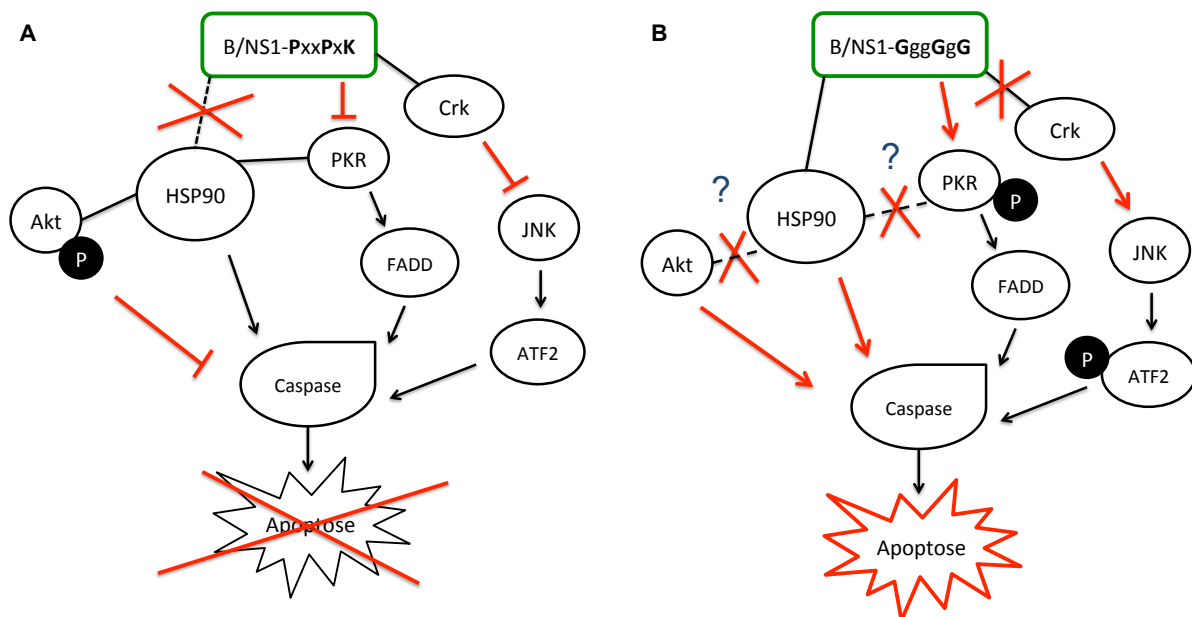 A
B/NS1-PxxPxK
Crk
PKR
HSP90
Akt
P
JNK
FADD
ATF2
Caspase
Apoptose
B
B/NS1-GggGgG
Crk
?
?
PKR
P
HSP90
Akt
JNK
FADD
P
ATF2
Caspase
Apoptose